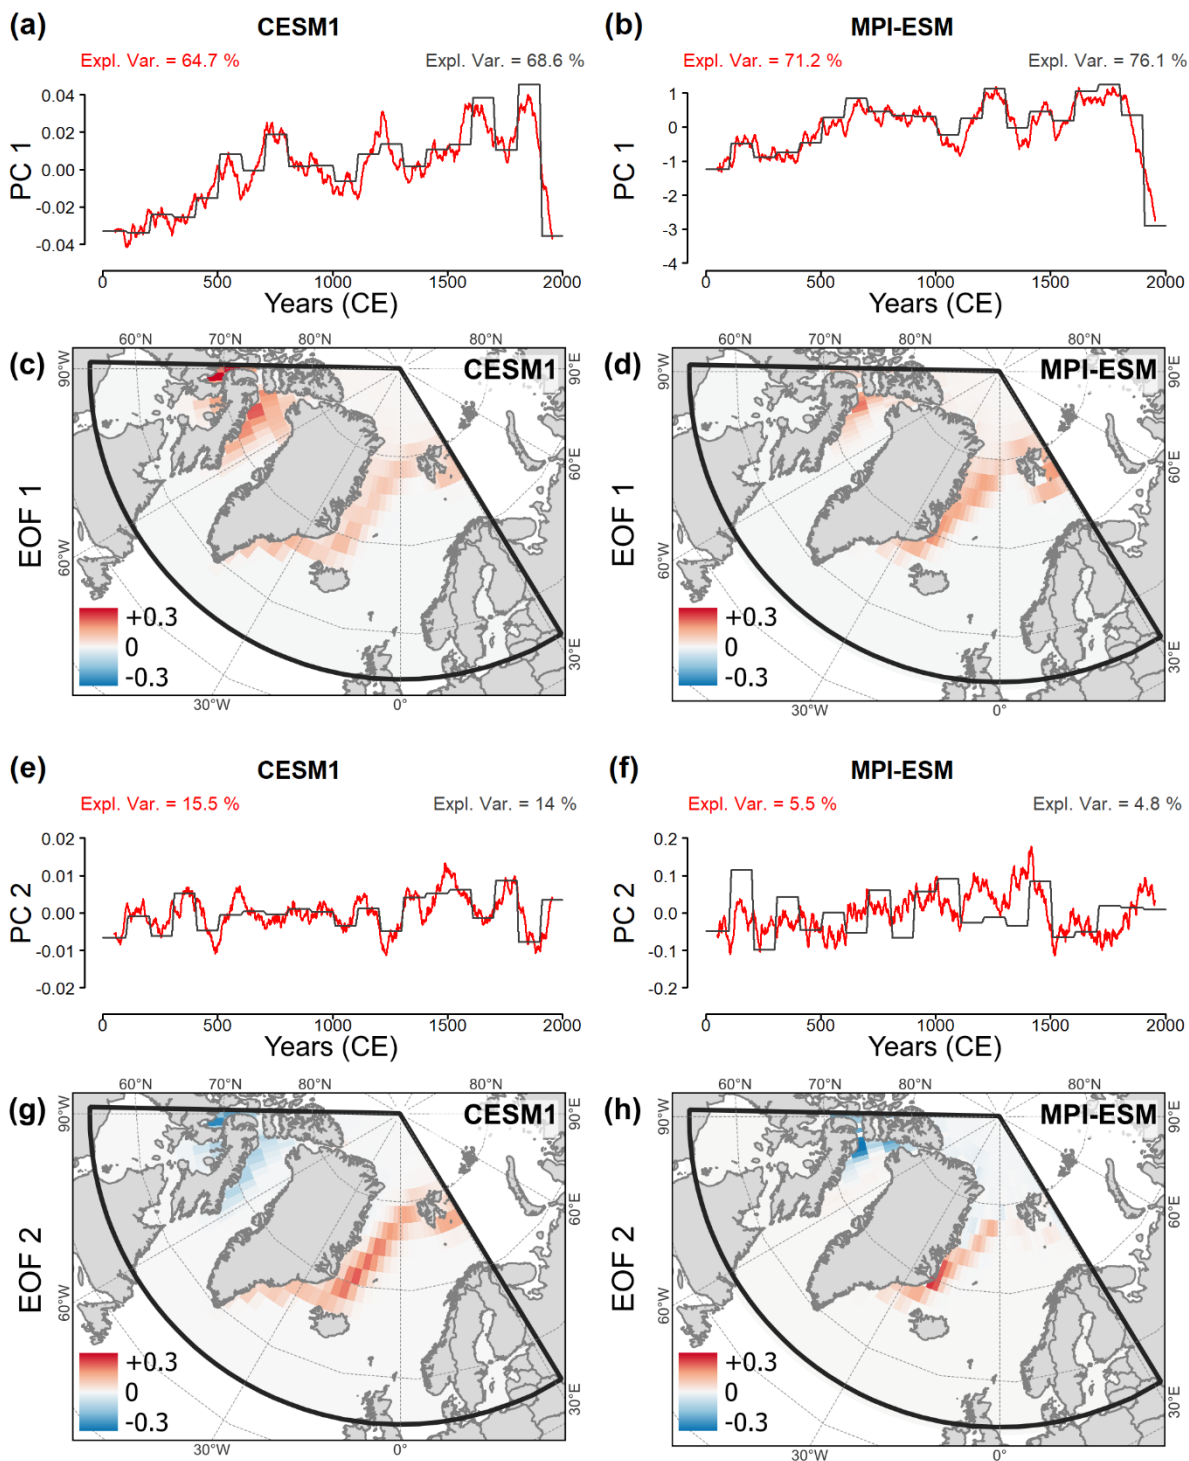 (a) CESM1
Expl. Var. = 64.7 % Expl. Var. = 68.6 %
PC 1
0.04
0.02
0.00
-0.02
-0.04
0 500 1000 1500 2000
Years (CE)
(b) MPI-ESM
Expl. Var. = 71.2 % Expl. Var. = 76.1 %
PC 1
1
0
-1
-2
-3
-4
0 500 1000 1500 2000
Years (CE)
60°N 70°N 80°N 80°N
(c) CESM1
90°W 90°E
EOF 1
60°E
60°W
+0.3
0
-0.3
30°E
30°W 0°
60°N 70°N 80°N 80°N
(d) MPI-ESM
90°W 90°E
EOF 1
60°E
60°W
+0.3
0
-0.3
30°E
30°W 0°
(e) CESM1
Expl. Var. = 15.5 % Expl. Var. = 14 %
PC 2
0.02
0.01
0.00
-0.01
-0.02
0 500 1000 1500 2000
Years (CE)
(f) MPI-ESM
Expl. Var. = 5.5 % Expl. Var. = 4.8 %
PC 2
0.2
0.1
0.0
-0.1
-0.2
0 500 1000 1500 2000
Years (CE)
60°N 70°N 80°N 80°N
(g) CESM1
90°W 90°E
EOF 2
60°E
60°W
+0.3
0
-0.3
30°E
30°W 0°
60°N 70°N 80°N 80°N
(h) MPI-ESM
90°W 90°E
EOF 2
60°E
60°W
+0.3
0
-0.3
30°E
30°W 0°